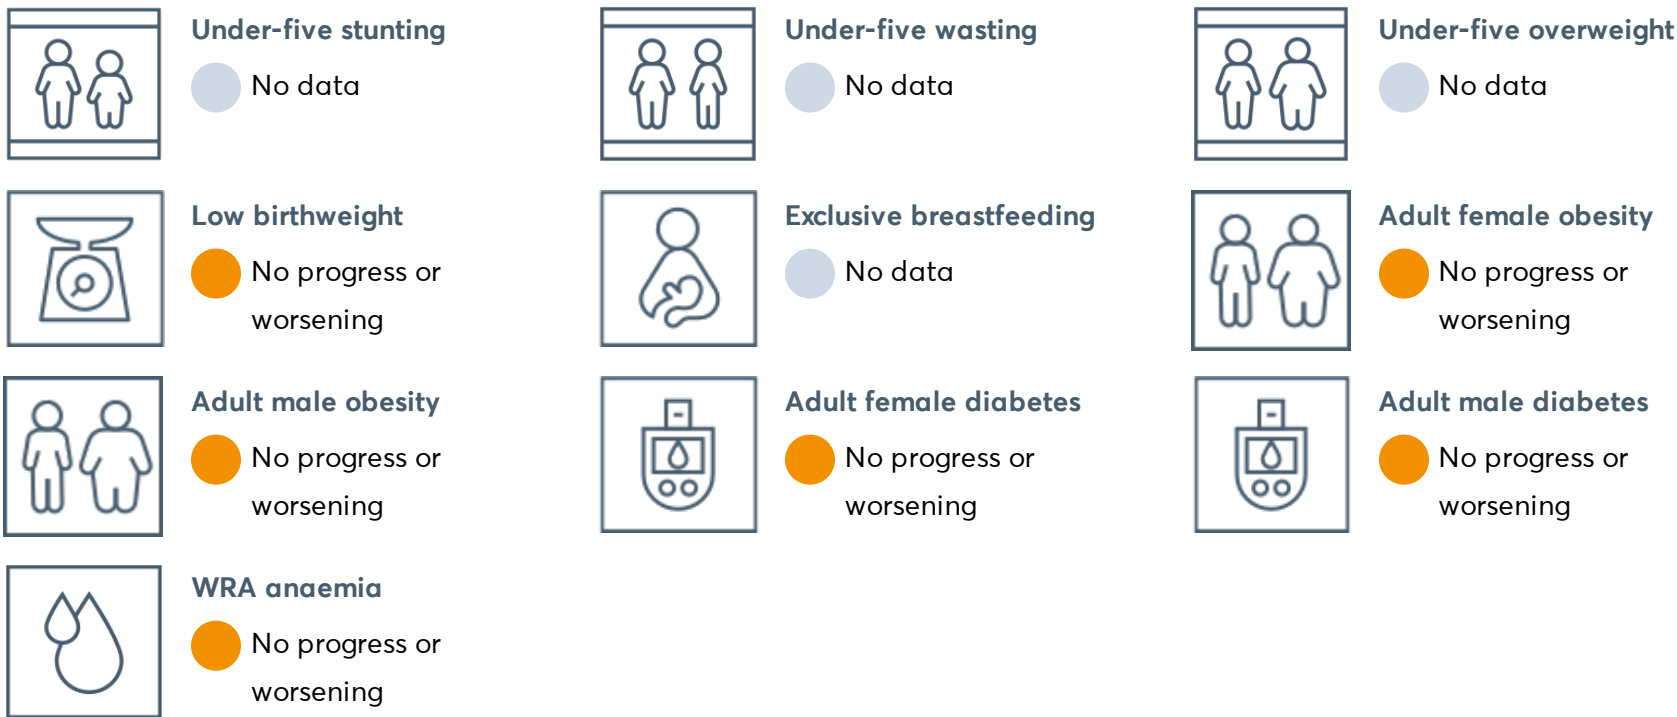 Under-five stunting
No data
Under-five wasting
No data
Under-five overweight
No data
Low birthweight
No progress or
worsening
Exclusive breastfeeding
No data
Adult female obesity
No progress or
worsening
Adult male obesity
No progress or
worsening
Adult female diabetes
No progress or
worsening
Adult male diabetes
No progress or
worsening
WRA anaemia
No progress or
worsening